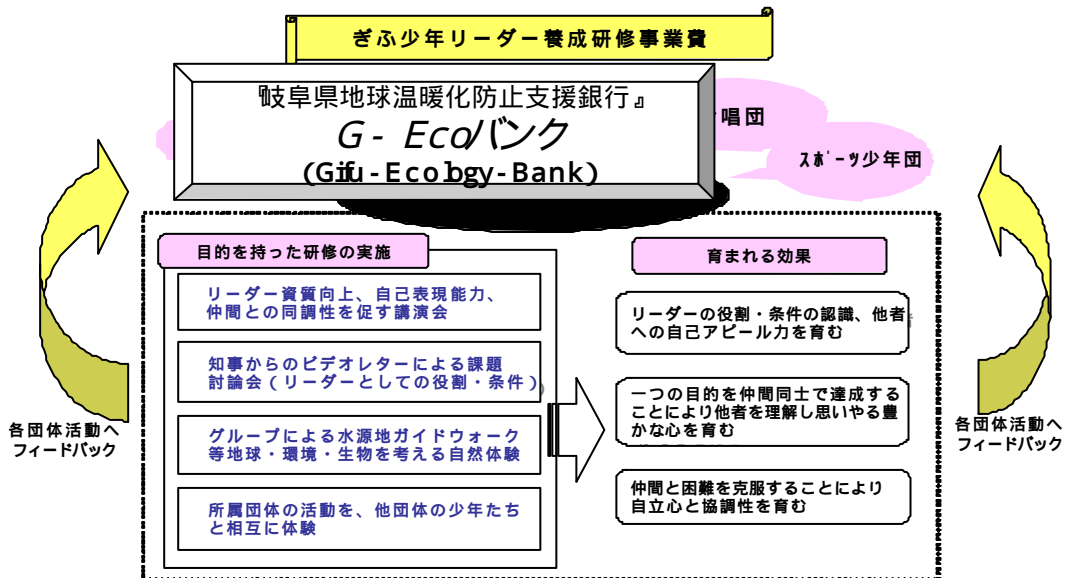 ぎふ少年リーダー養成研修事業費
『岐阜県地球温暖化防止支援銀行』
G - Ecoバンク
(Gifu-Ecology-Bank)
唱団
スポーツ少年団
目的を持った研修の実施
リーダー資質向上、自己表現能力、
仲間との同調性を促す講演会
知事からのビデオレターによる課題
討論会(リーダーとしての役割・条件)
グループによる水源地ガイドウォーク
等地球・環境・生物を考える自然体験
所属団体の活動を、他団体の少年たち
と相互に体験
育まれる効果
リーダーの役割・条件の認識、他者
への自己アピール力を育む
一つの目的を仲間同士で達成する
ことにより他者を理解し思いやる豊
かな心を育む
仲間と困難を克服することにより
自立心と協調性を育む
各団体活動へ
フィードバック
各団体活動へ
フィードバック